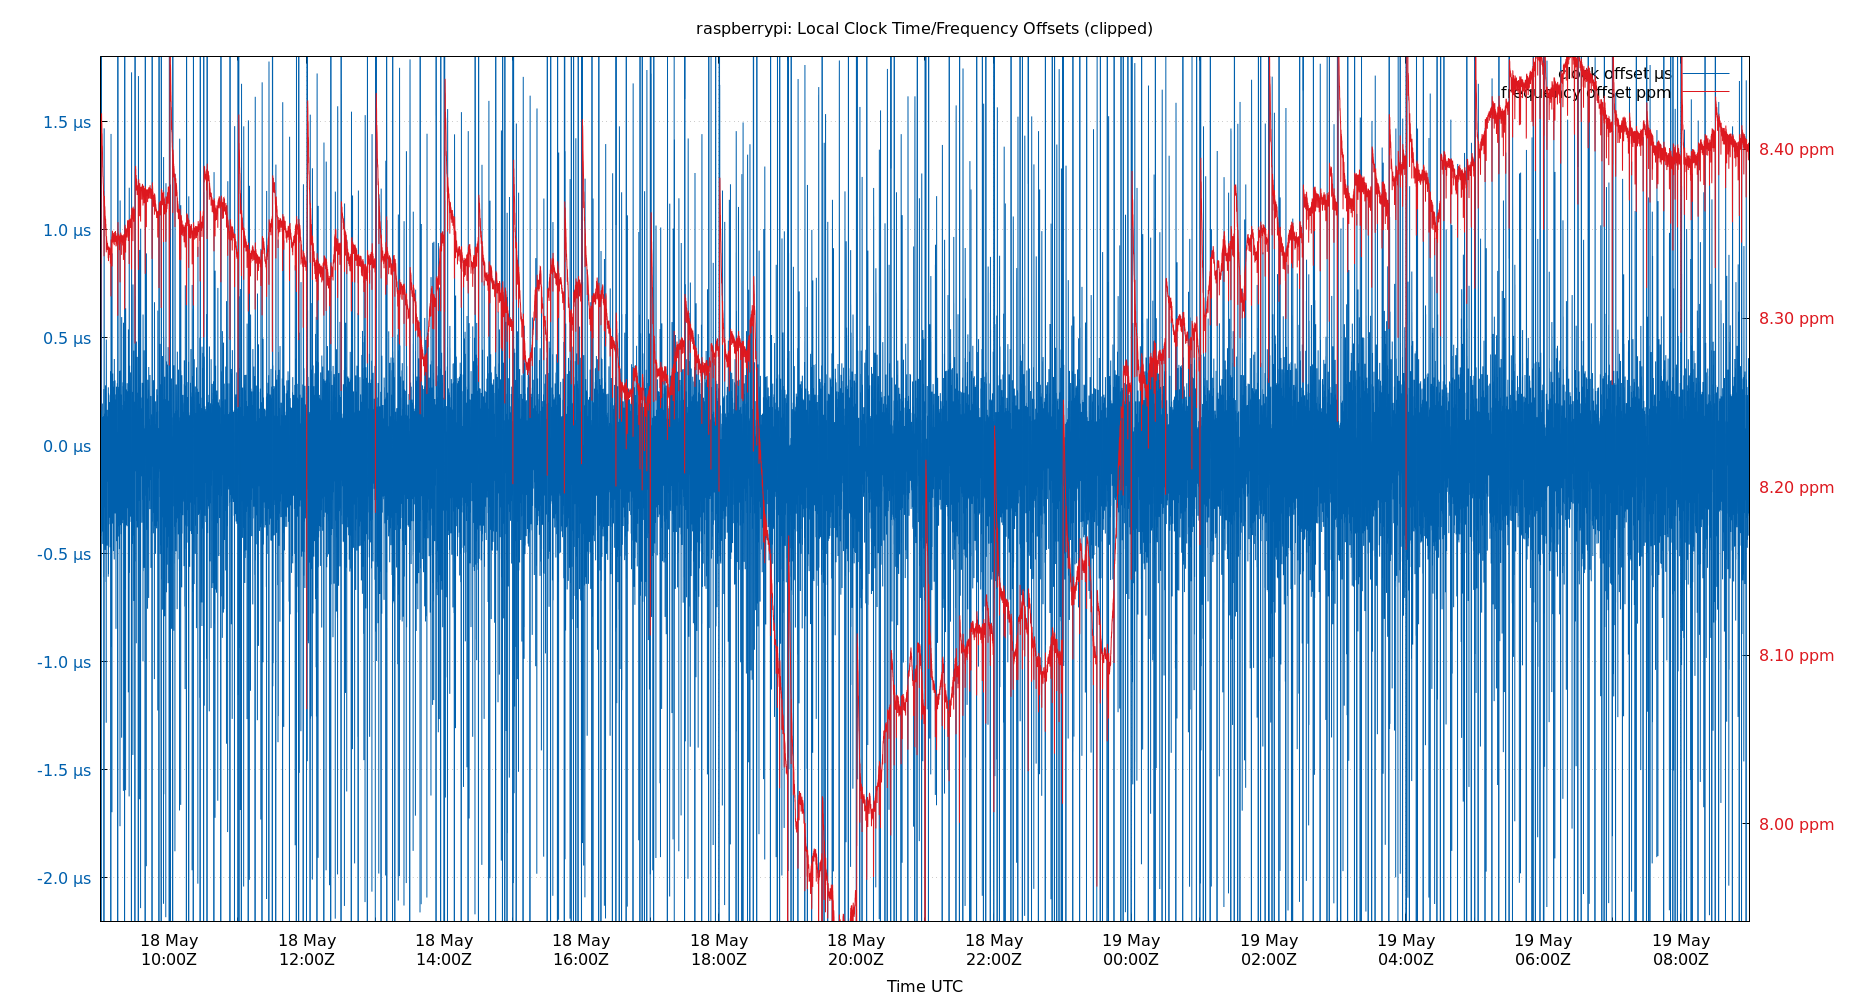 raspberrypi: Local Clock Time/Frequency Offsets (clipped)
clock offset µs
frequency offset ppm
1.5 µs
1.0 µs
0.5 µs
0.0 µs
-0.5 µs
-1.0 µs
-1.5 µs
-2.0 µs
8.40 ppm
8.30 ppm
8.20 ppm
8.10 ppm
8.00 ppm
18 May 18 May 18 May 18 May 18 May 18 May 18 May 19 May 19 May 19 May 19 May 19 May
10:00Z 12:00Z 14:00Z 16:00Z 18:00Z 20:00Z 22:00Z 00:00Z 02:00Z 04:00Z 06:00Z 08:00Z
Time UTC